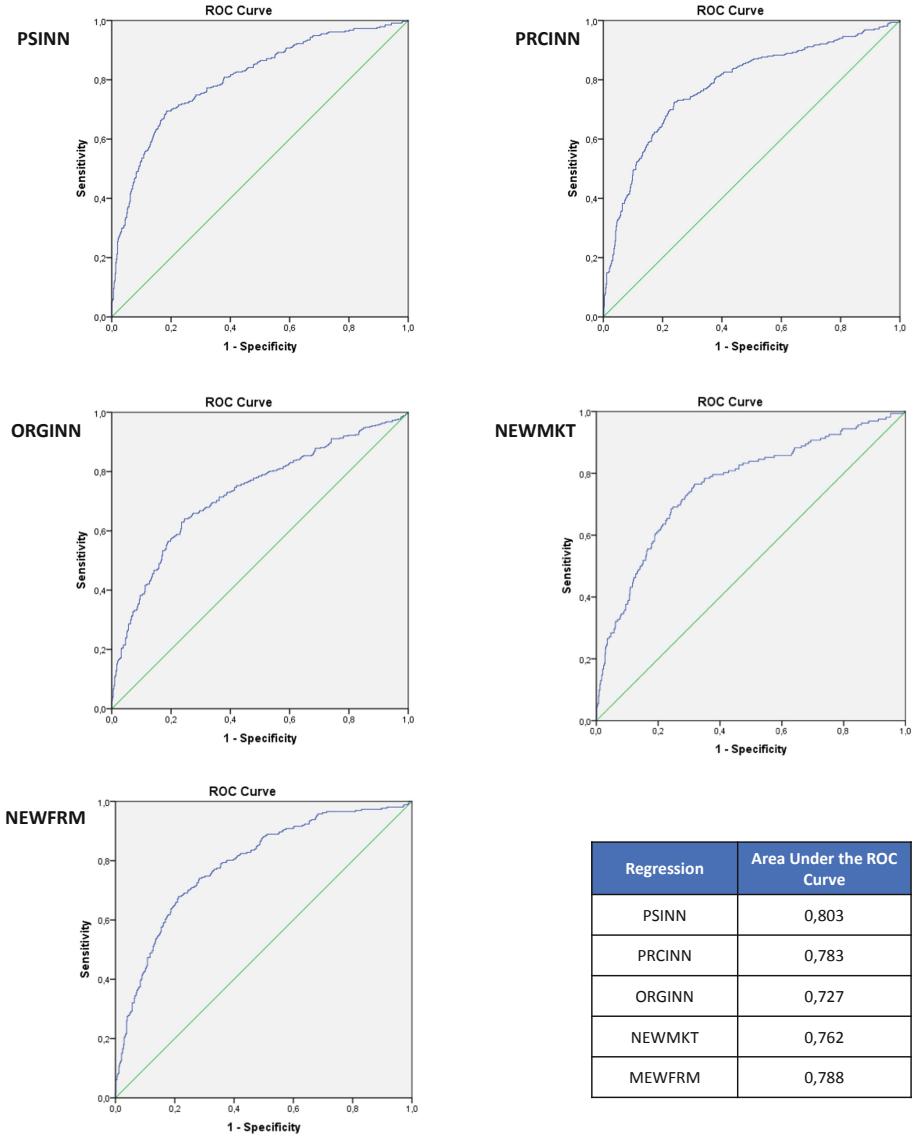 PSINN
ROC Curve
Sensitivity
1,0
0,8
0,6
0,4
0,2
0,0
0,0 0,2 0,4 0,6 0,8 1,0
1 - Specificity
PRCINN
ROC Curve
Sensitivity
1,0
0,8
0,6
0,4
0,2
0,0
0,0 0,2 0,4 0,6 0,8 1,0
1 - Specificity
ORGINN
ROC Curve
Sensitivity
1,0
0,8
0,6
0,4
0,2
0,0
0,0 0,2 0,4 0,6 0,8 1,0
1 - Specificity
NEWMKT
ROC Curve
Sensitivity
1,0
0,8
0,6
0,4
0,2
0,0
0,0 0,2 0,4 0,6 0,8 1,0
1 - Specificity
NEWFRM
ROC Curve
Sensitivity
1,0
0,8
0,6
0,4
0,2
0,0
0,0 0,2 0,4 0,6 0,8 1,0
1 - Specificity
Regression Area Under the ROC
Curve
PSINN 0,803
PRCINN 0,783
ORGINN 0,727
NEWMKT 0,762
MEWFRM 0,788